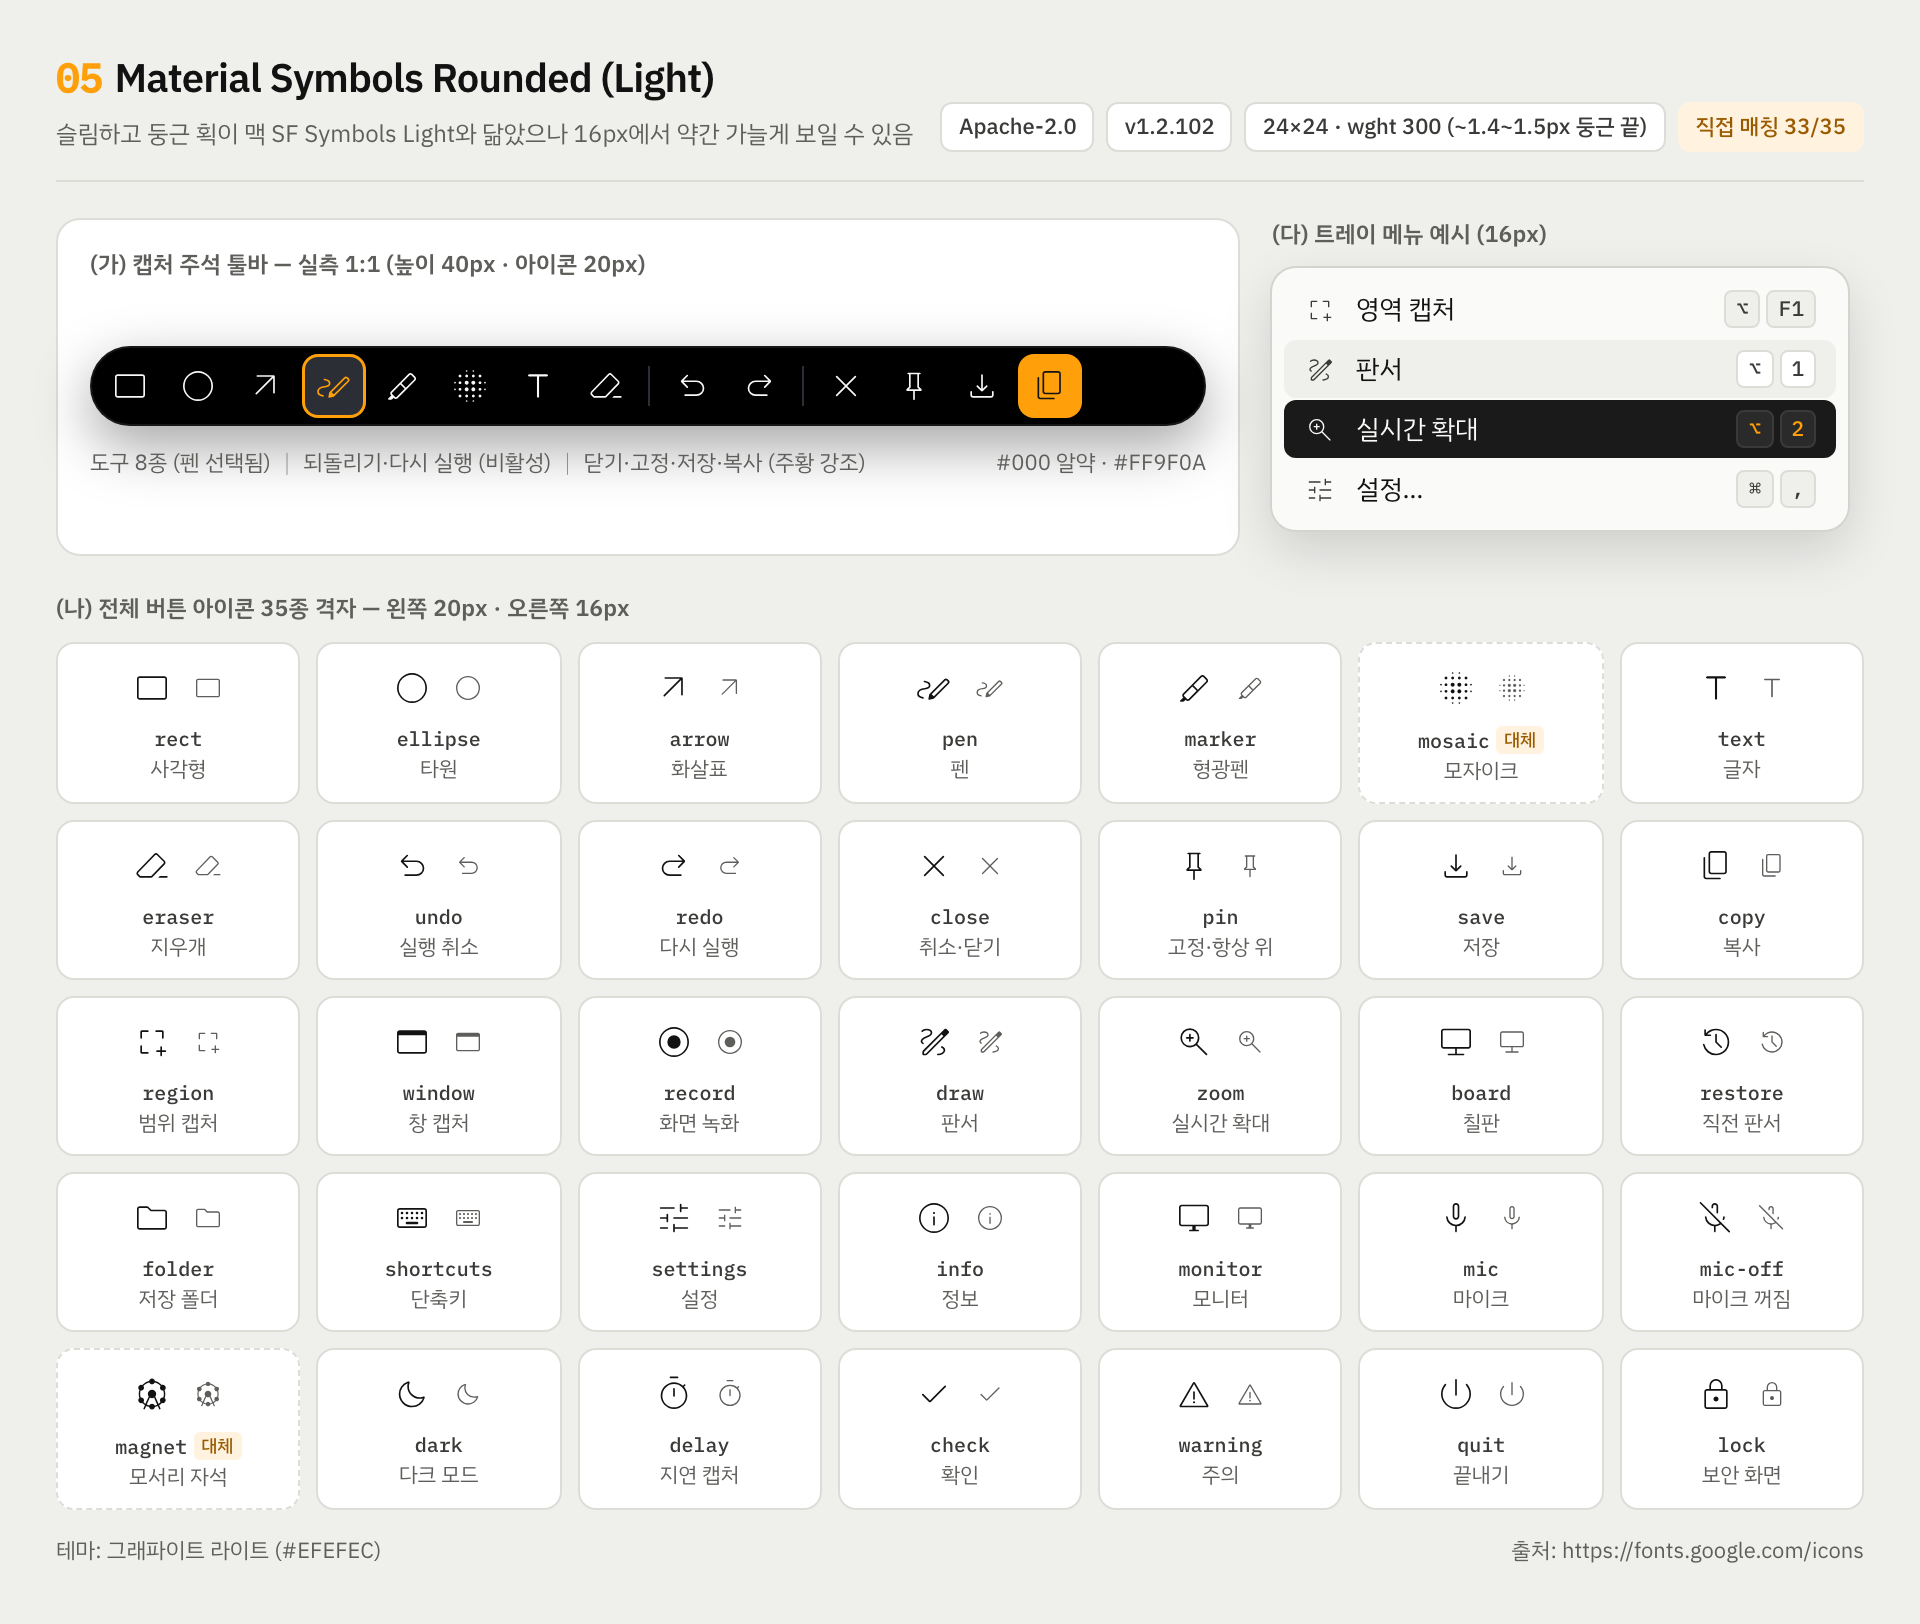 05 Material Symbols Rounded (Light)
슬림하고 둥근 획이 맥 SF Symbols Light와 닮았으나 16px에서 약간 가늘게 보일 수 있음
Apache-2.0
v1.2.102
24×24 · wght 300 (~1.4~1.5px 둥근 끝)
직접 매칭 33/35
(가) 캡처 주석 툴바 — 실측 1:1 (높이 40px · 아이콘 20px)
도구 8종 (펜 선택됨) | 되돌리기·다시 실행 (비활성) | 닫기·고정·저장·복사 (주황 강조)
#000 알약 · #FF9F0A
(다) 트레이 메뉴 예시 (16px)
영역 캡처 ⌥ F1
판서 ⌥ 1
실시간 확대 ⌥ 2
설정... ⌘ ,
(나) 전체 버튼 아이콘 35종 격자 — 왼쪽 20px · 오른쪽 16px
rect
사각형
ellipse
타원
arrow
화살표
pen
펜
marker
형광펜
mosaic 대체
모자이크
text
글자
eraser
지우개
undo
실행 취소
redo
다시 실행
close
취소·닫기
pin
고정·항상 위
save
저장
copy
복사
region
범위 캡처
window
창 캡처
record
화면 녹화
draw
판서
zoom
실시간 확대
board
칠판
restore
직전 판서
folder
저장 폴더
shortcuts
단축키
settings
설정
info
정보
monitor
모니터
mic
마이크
mic-off
마이크 꺼짐
magnet 대체
모서리 자석
dark
다크 모드
delay
지연 캡처
check
확인
warning
주의
quit
끝내기
lock
보안 화면
테마: 그래파이트 라이트 (#EFEFEC)
출처: https://fonts.google.com/icons